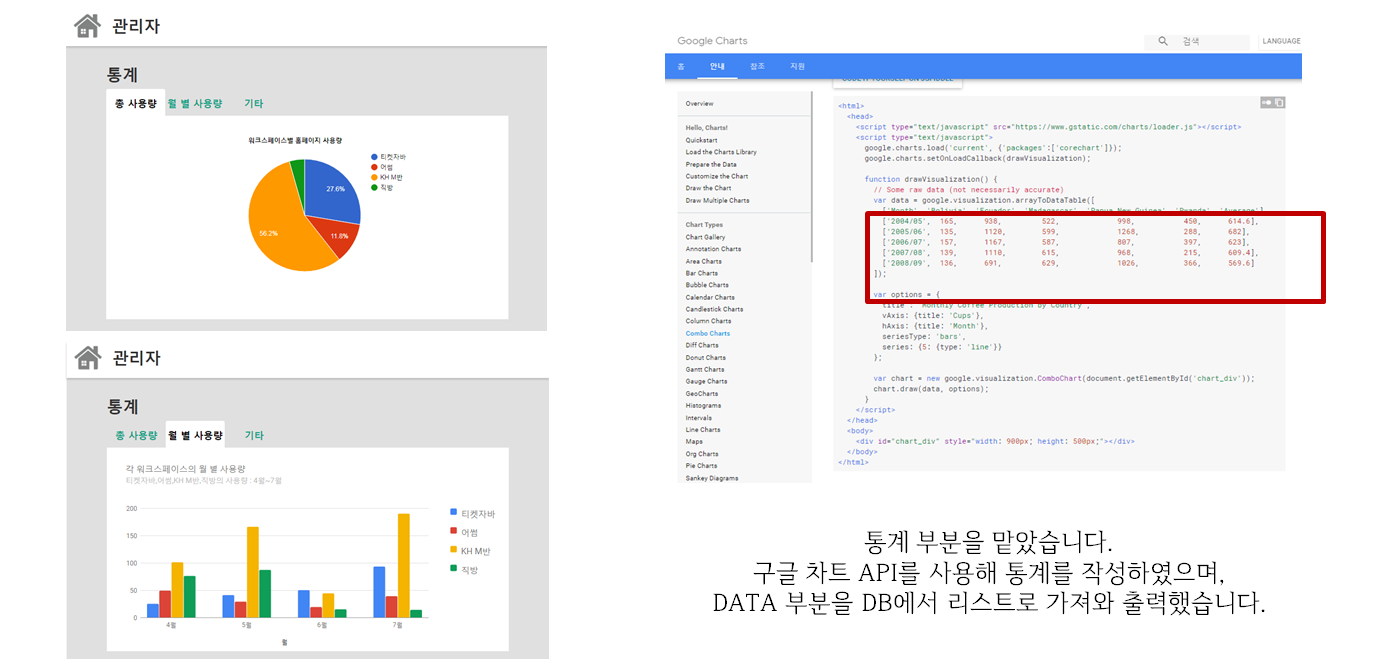 관리자
통계
총 사용량 월 별 사용량 기타
워크스페이스별 홈페이지 사용량
티켓자바
어썸
KH M반
직방
27.6%
11.8%
56.2%
관리자
통계
총 사용량 월 별 사용량 기타
각 워크스페이스의 월 별 사용량
티켓자바,어썸,KH M반,직방의 사용량 : 4월~7월
200
150
100
50
0
4월 5월 6월 7월
월
티켓자바
어썸
KH M반
직방
Google Charts
검색
LANGUAGE
홈 안내 참조 지원
Overview
Hello, Charts!
Quickstart
Load the Charts Library
Prepare the Data
Customize the Chart
Draw the Chart
Draw Multiple Charts
Chart Types
Chart Gallery
Annotation Charts
Area Charts
Bar Charts
Bubble Charts
Calendar Charts
Candlestick Charts
Column Charts
Combo Charts
Diff Charts
Donut Charts
Gantt Charts
Gauge Charts
GeoCharts
Histograms
Intervals
Line Charts
Maps
Org Charts
Pie Charts
Sankey Diagrams
<html>
<head>
<script type="text/javascript" src="https://www.gstatic.com/charts/loader.js"></script>
<script type="text/javascript">
google.charts.load('current', {'packages':['corechart']});
google.charts.setOnLoadCallback(drawVisualization);
function drawVisualization() {
// Some raw data (not necessarily accurate)
var data = google.visualization.arrayToDataTable([
['Month', 'Bolivia', 'Ecuador', 'Madagascar', 'Papua New Guinea', 'Rwanda', 'Average'],
['2004/05', 165, 938, 522, 998, 450, 614.6],
['2005/06', 135, 1120, 599, 1268, 288, 682],
['2006/07', 157, 1167, 587, 807, 397, 623],
['2007/08', 139, 1110, 615, 968, 215, 609.4],
['2008/09', 136, 691, 629, 1026, 366, 569.6]
]);
var options = {
title : 'Monthly Coffee Production by Country',
vAxis: {title: 'Cups'},
hAxis: {title: 'Month'},
seriesType: 'bars',
series: {5: {type: 'line'}}
};
var chart = new google.visualization.ComboChart(document.getElementById('chart_div'));
chart.draw(data, options);
}
</script>
</head>
<body>
<div id="chart_div" style="width: 900px; height: 500px;"></div>
</body>
</html>
통계 부분을 맡았습니다.
구글 차트 API를 사용해 통계를 작성하였으며,
DATA 부분을 DB에서 리스트로 가져와 출력했습니다.